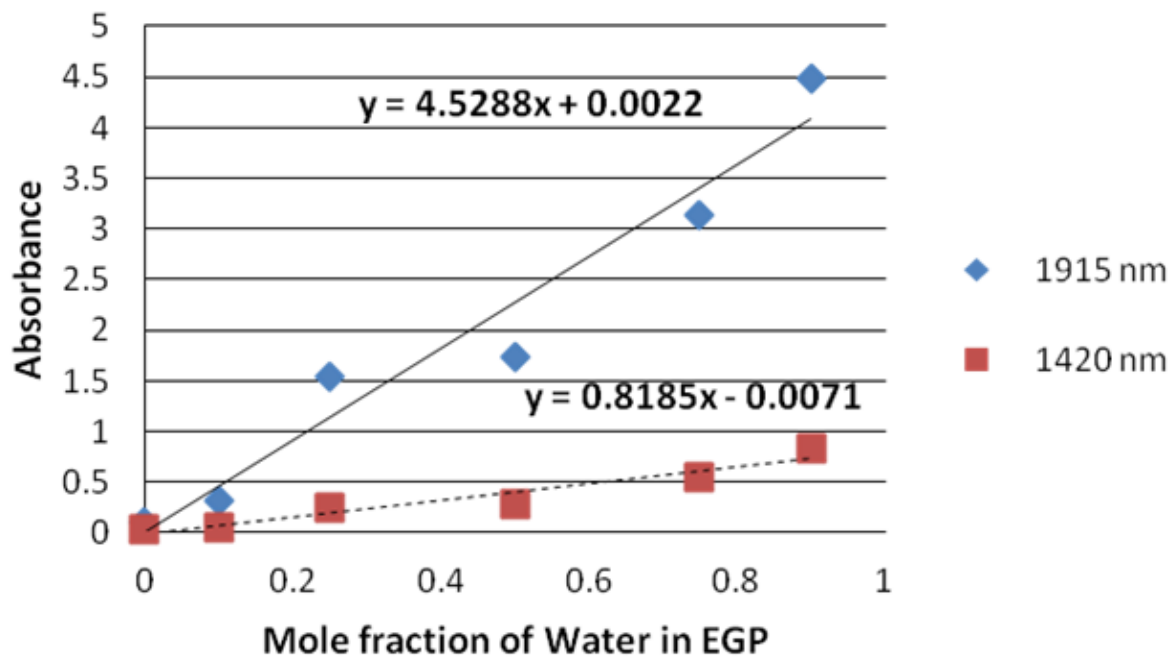 5
4.5
4
3.5
3
2.5
2
1.5
1
0.5
0
Absorbance
y = 4.5288x + 0.0022
y = 0.8185x - 0.0071
1915 nm
1420 nm
0 0.2 0.4 0.6 0.8 1
Mole fraction of Water in EGP